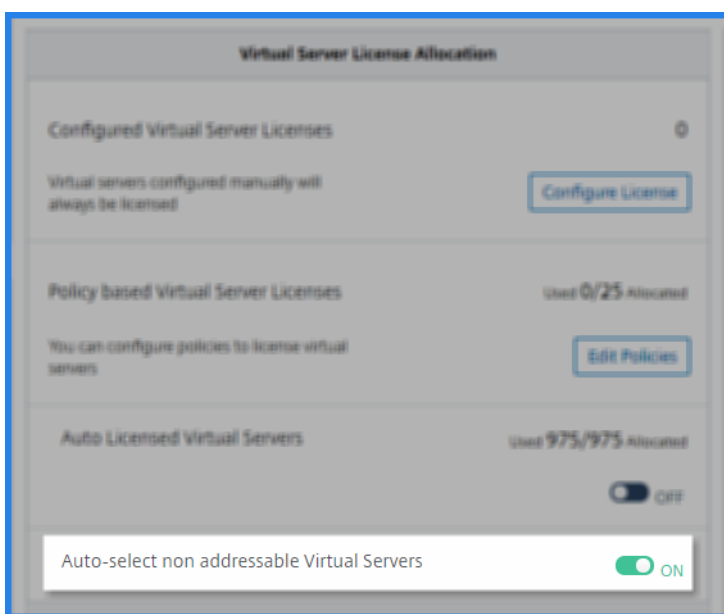 Virtual Server License Allocation
Configured Virtual Server Licenses 0
Virtual servers configured manually will
always be licensed
Configure License
Policy based Virtual Server Licenses Used 0/25 Allocated
You can configure policies to license virtual
servers
Edit Policies
Auto Licensed Virtual Servers Used 975/975 Allocated
OFF
Auto-select non addressable Virtual Servers ON